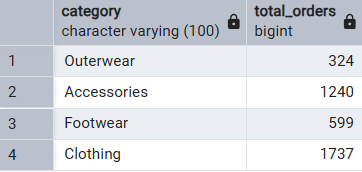 category total_orders
character varying (100) bigint
1 Outerwear 324
2 Accessories 1240
3 Footwear 599
4 Clothing 1737